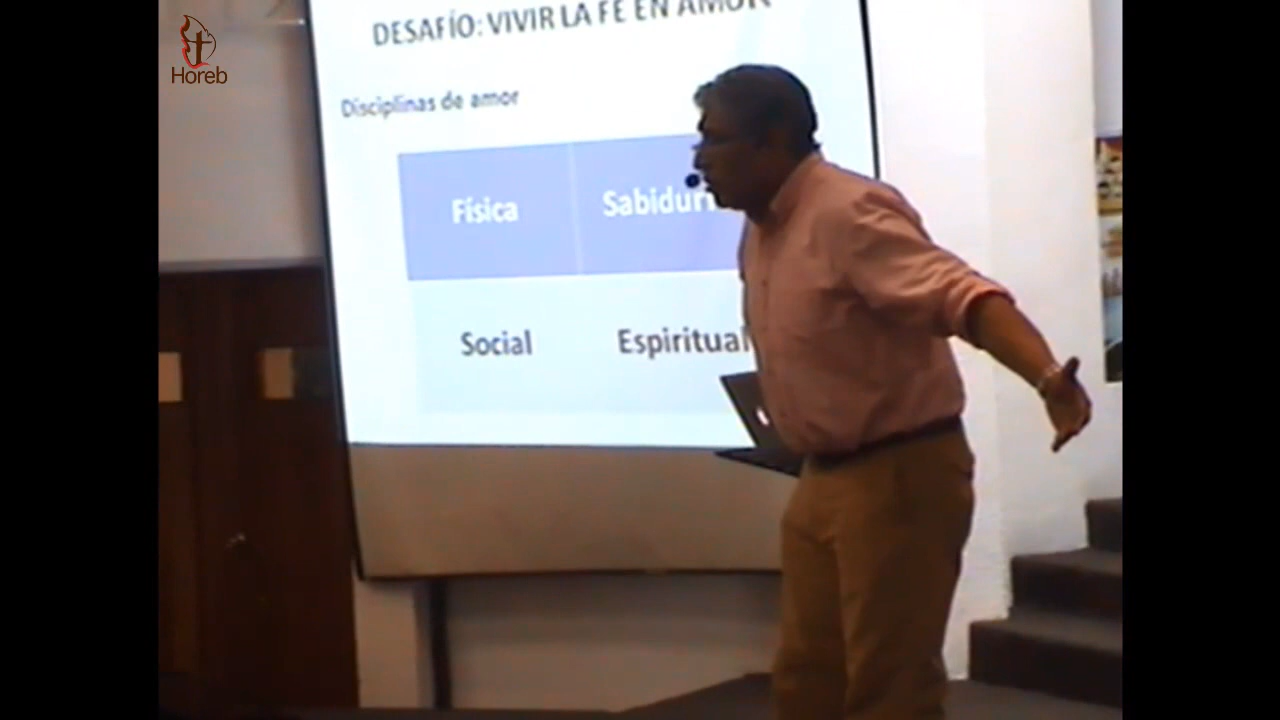 Horeb
DESAFÍO: VIVIR LA FE EN AMOR
Disciplinas de amor
Física
Social
Espiritual